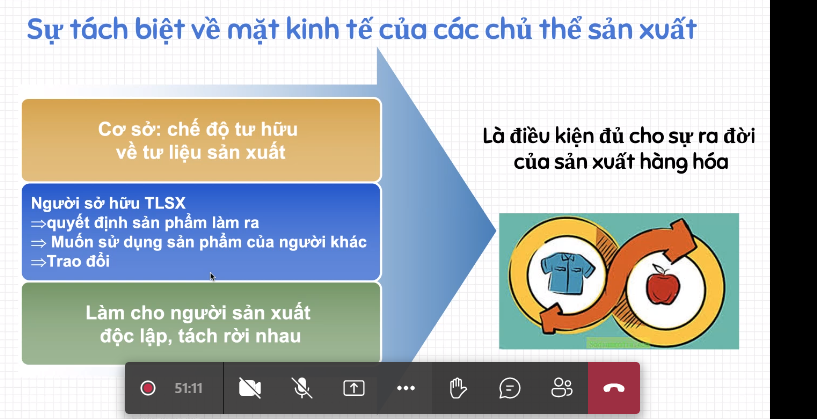 Sự tách biệt về mặt kinh tế của các chủ thể sản xuất
Cơ sở: chế độ tư hữu
về tư liệu sản xuất
Người sở hữu TLSX
⇒quyết định sản phẩm làm ra
⇒ Muốn sử dụng sản phẩm của người khác
⇒Trao đổi
Làm cho người sản xuất
độc lập, tách rời nhau
Là điều kiện đủ cho sự ra đời
của sản xuất hàng hóa
51:11